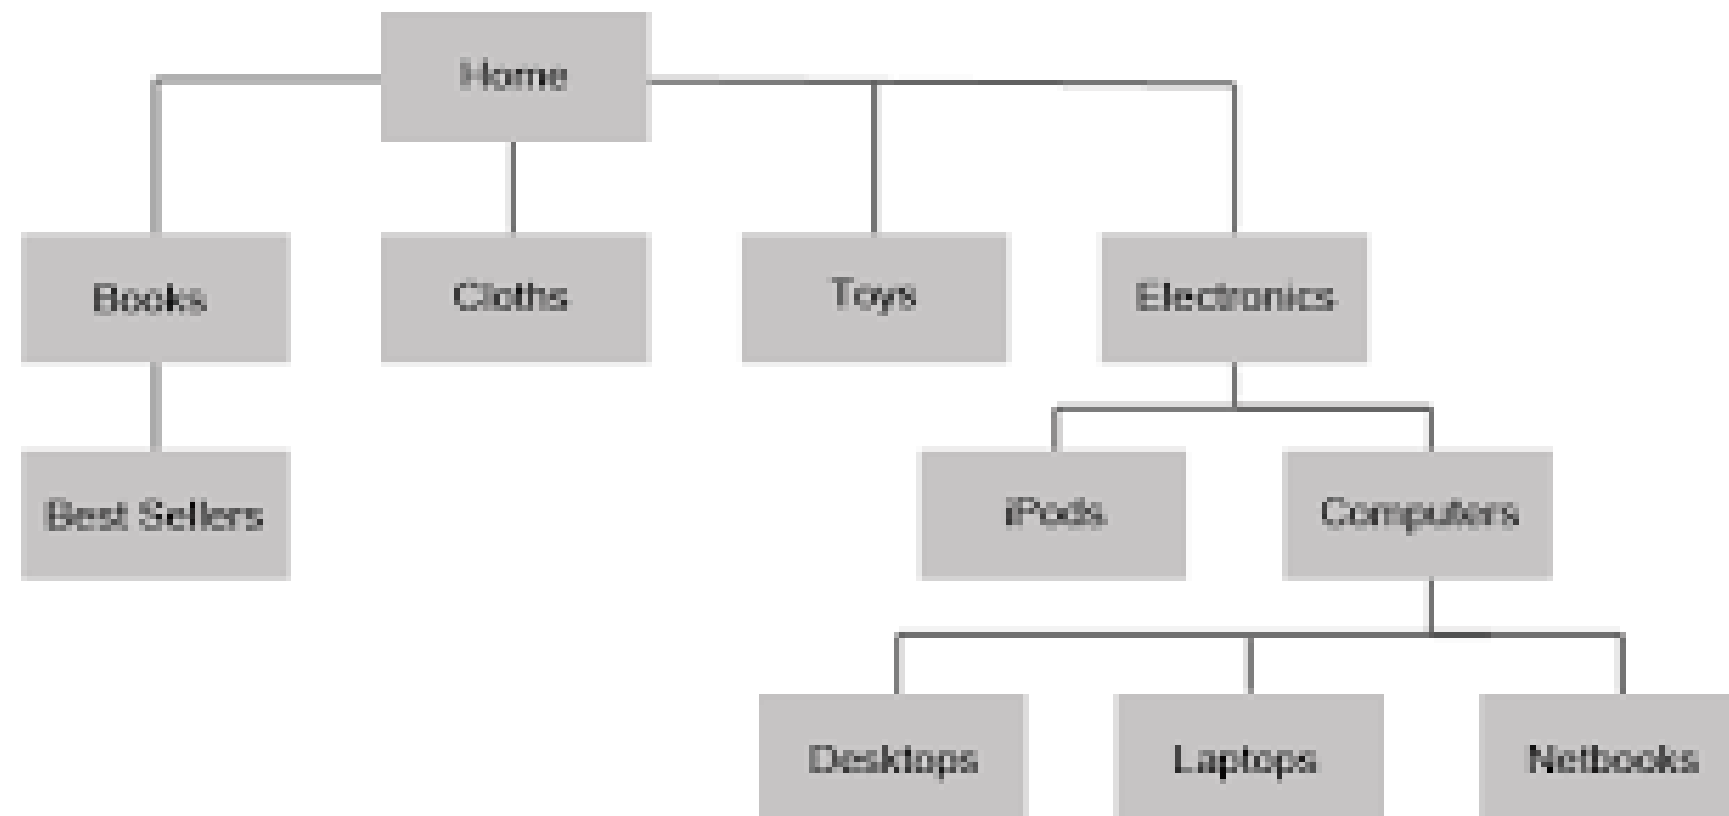 Home
Books
Cloths
Toys
Electronics
Best Sellers
iPods
Computers
Desktops
Laptops
Netbooks